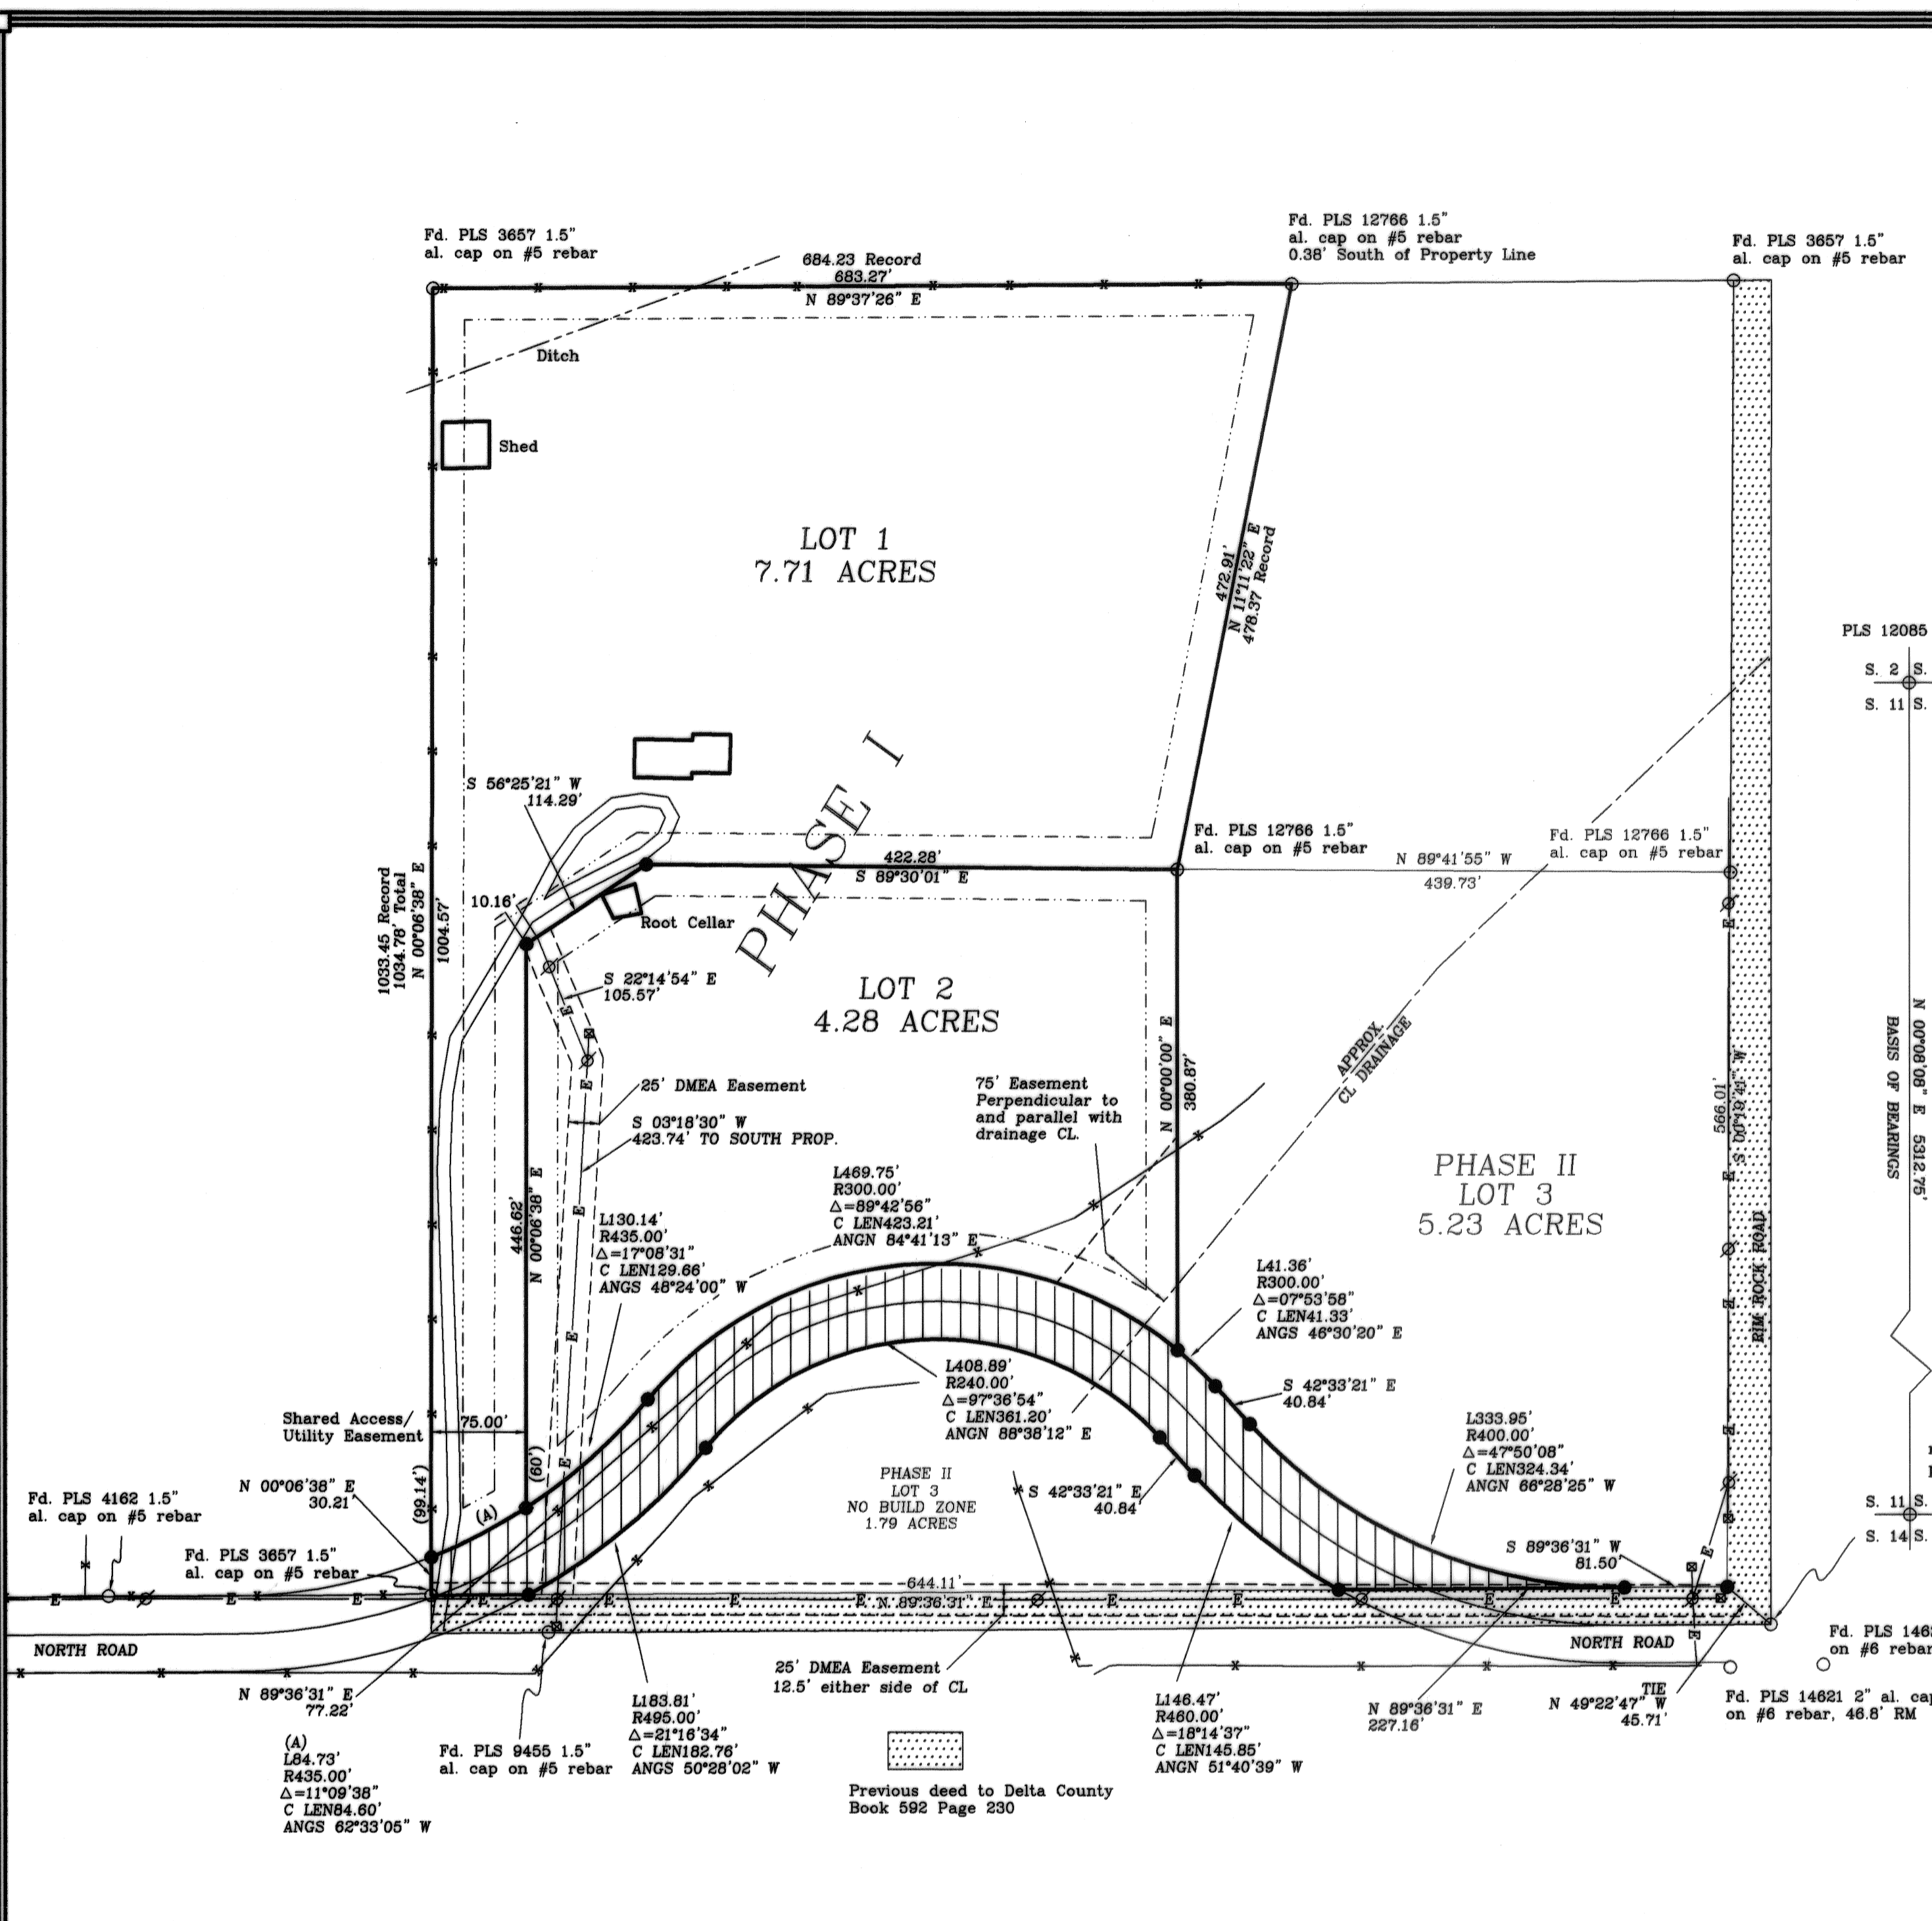 Fd. PLS 3657 1.5"
al. cap on #5 rebar
684.23 Record
683.27'
N 89°37'26" E
Fd. PLS 12766 1.5"
al. cap on #5 rebar
0.38' South of Property Line
Fd. PLS 3657 1.5"
al. cap on #5 rebar
Ditch
Shed
LOT 1
7.71 ACRES
472.91'
N 11°11'22" E
478.37 Record
PLS 12085
S. 2 S.
S. 11 S.
PHASE I
S 56°25'21" W
114.29'
Fd. PLS 12766 1.5"
al. cap on #5 rebar
Fd. PLS 12766 1.5"
al. cap on #5 rebar
422.28'
S 89°30'01" E
N 89°41'55" W
439.73'
1033.45 Record
1034.78' Total
N 00°06'38" E
1004.57'
10.16'
Root Cellar
S 22°14'54" E
105.57'
LOT 2
4.28 ACRES
N 00°00'00" E
380.87'
APPROX.
CL DRAINAGE
566.01'
S 00°19'41" W
RIM ROCK ROAD
N 00°08'08" E 5312.75'
BASIS OF BEARINGS
25' DMEA Easement
S 03°18'30" W
423.74' TO SOUTH PROP.
75' Easement
Perpendicular to
and parallel with
drainage CL.
446.62'
N 00°06'38" E
L130.14'
R435.00'
Δ=17°08'31"
C LEN129.66'
ANGS 48°24'00" W
L469.75'
R300.00'
Δ=89°42'56"
C LEN423.21'
ANGN 84°41'13" E
PHASE II
LOT 3
5.23 ACRES
L41.36'
R300.00'
Δ=07°53'58"
C LEN41.33'
ANGS 46°30'20" E
L408.89'
R240.00'
Δ=97°36'54"
C LEN361.20'
ANGN 88°38'12" E
S 42°33'21" E
40.84'
L333.95'
R400.00'
Δ=47°50'08"
C LEN324.34'
ANGN 66°28'25" W
Shared Access/
Utility Easement
75.00'
(60')
(99.14')
(A)
N 00°06'38" E
30.21'
Fd. PLS 4162 1.5"
al. cap on #5 rebar
Fd. PLS 3657 1.5"
al. cap on #5 rebar
PHASE II
LOT 3
NO BUILD ZONE
1.79 ACRES
S 42°33'21" E
40.84'
S 89°36'31" W
81.50'
S. 11 S.
S. 14 S.
644.11'
N 89°36'31" E
NORTH ROAD
NORTH ROAD
N 89°36'31" E
77.22'
25' DMEA Easement
12.5' either side of CL
Fd. PLS 9455 1.5"
al. cap on #5 rebar
L183.81'
R495.00'
Δ=21°16'34"
C LEN182.76'
ANGS 50°28'02" W
L146.47'
R460.00'
Δ=18°14'37"
C LEN145.85'
ANGN 51°40'39" W
N 89°36'31" E
227.16'
TIE
N 49°22'47" W
45.71'
Fd. PLS
on #6 rebar
Fd. PLS 14621 2" al.
on #6 rebar, 46.8' RM
(A)
L84.73'
R435.00'
Δ=11°09'38"
C LEN84.60'
ANGS 62°33'05" W
Previous deed to Delta County
Book 592 Page 230